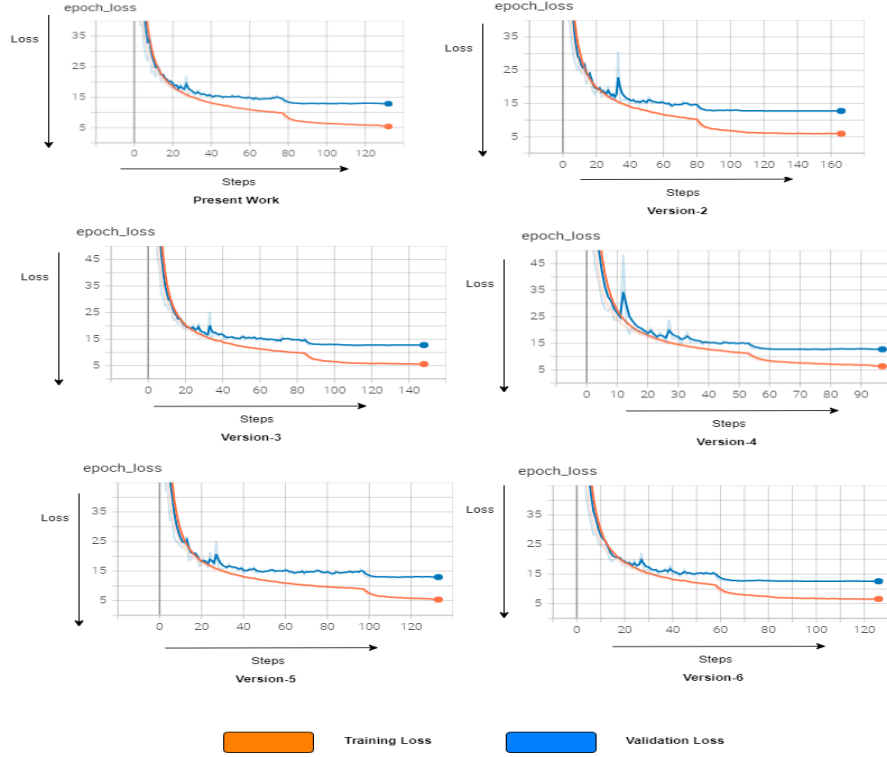 epoch_loss
Loss
35
25
15
5
0 20 40 60 80 100 120
Steps
Present Work
epoch_loss
Loss
35
25
15
5
0 20 40 60 80 100 120 140 160
Steps
Version-2
epoch_loss
Loss
45
35
25
15
5
0 20 40 60 80 100 120 140
Steps
Version-3
epoch_loss
Loss
45
35
25
15
5
0 10 20 30 40 50 60 70 80 90
Steps
Version-4
epoch_loss
Loss
35
25
15
5
0 20 40 60 80 100 120
Steps
Version-5
epoch_loss
Loss
35
25
15
5
0 20 40 60 80 100 120
Steps
Version-6
Training Loss
Validation Loss